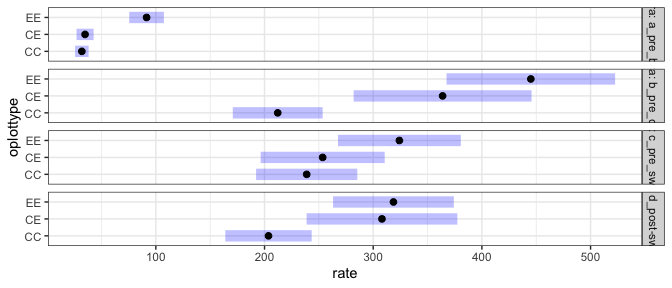 EE
CE
CC
a: a_pre_b
EE
CE
CC
a: b_pre_c
EE
CE
CC
c_pre_sw
EE
CE
CC
d_post-sw
oplottype
100
200
300
400
500
rate